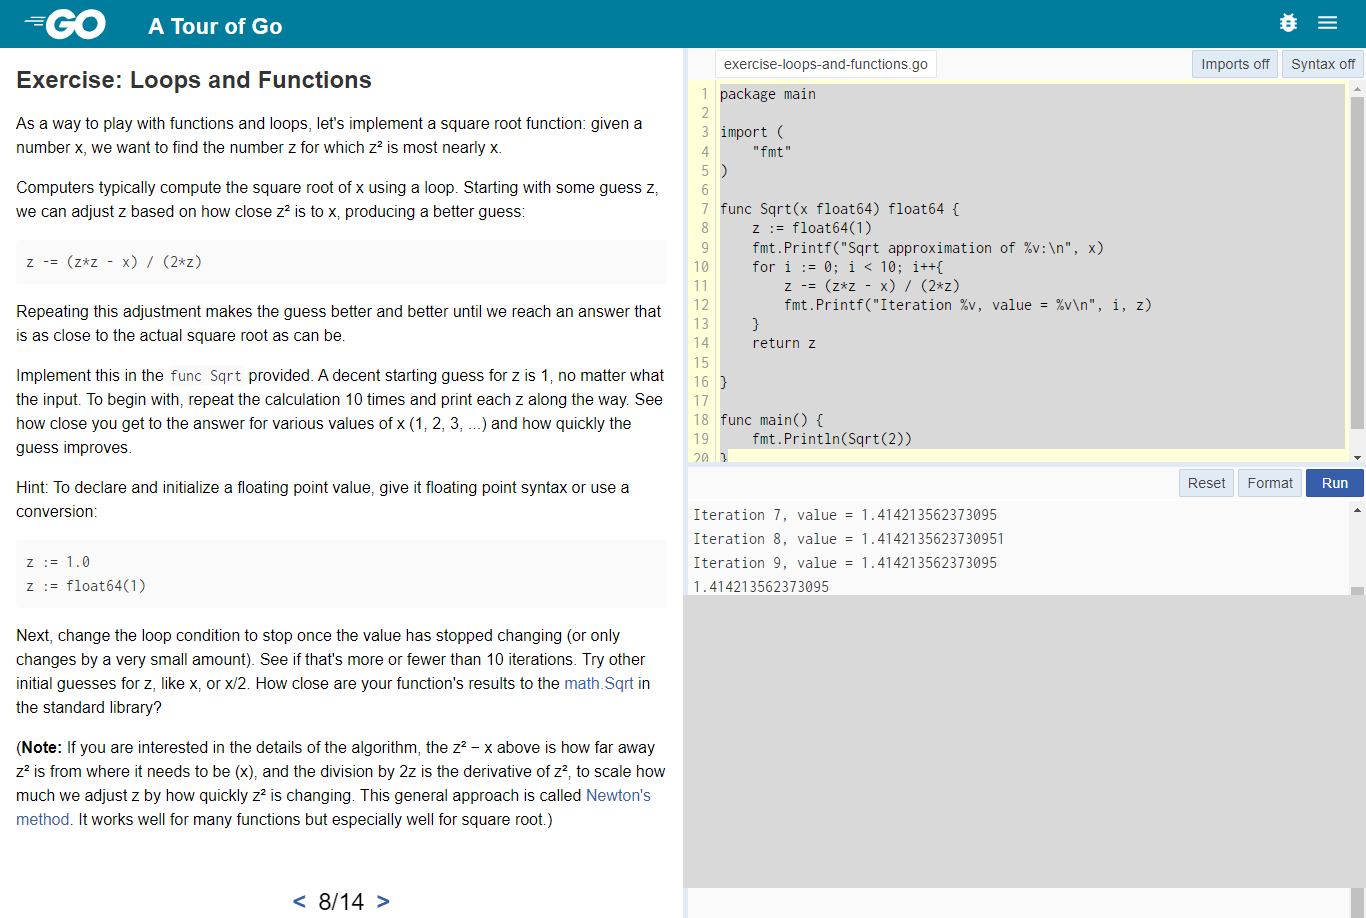 GO
A Tour of Go
Exercise: Loops and Functions
As a way to play with functions and loops, let's implement a square root function: given a
number x, we want to find the number z for which z² is most nearly x.
Computers typically compute the square root of x using a loop. Starting with some guess z,
we can adjust z based on how close z² is to x, producing a better guess:
z -= (z*z - x) / (2*z)
Repeating this adjustment makes the guess better and better until we reach an answer that
is as close to the actual square root as can be.
Implement this in the func Sqrt provided. A decent starting guess for z is 1, no matter what
the input. To begin with, repeat the calculation 10 times and print each z along the way. See
how close you get to the answer for various values of x (1, 2, 3, ...) and how quickly the
guess improves.
Hint: To declare and initialize a floating point value, give it floating point syntax or use a
conversion:
z := 1.0
z := float64(1)
Next, change the loop condition to stop once the value has stopped changing (or only
changes by a very small amount). See if that's more or fewer than 10 iterations. Try other
initial guesses for z, like x, or x/2. How close are your function's results to the math.Sqrt in
the standard library?
(Note: If you are interested in the details of the algorithm, the z² − x above is how far away
z² is from where it needs to be (x), and the division by 2z is the derivative of z², to scale how
much we adjust z by how quickly z² is changing. This general approach is called Newton's
method. It works well for many functions but especially well for square root.)
< 8/14 >
exercise-loops-and-functions.go
Imports off
Syntax off
1 package main
2
3 import (
4     "fmt"
5 )
6
7 func Sqrt(x float64) float64 {
8     z := float64(1)
9     fmt.Printf("Sqrt approximation of %v:\n", x)
10     for i := 0; i < 10; i++{
11         z -= (z*z - x) / (2*z)
12         fmt.Printf("Iteration %v, value = %v\n", i, z)
13     }
14     return z
15
16 }
17
18 func main() {
19     fmt.Println(Sqrt(2))
20 }
Reset
Format
Run
Iteration 7, value = 1.414213562373095
Iteration 8, value = 1.4142135623730951
Iteration 9, value = 1.414213562373095
1.414213562373095